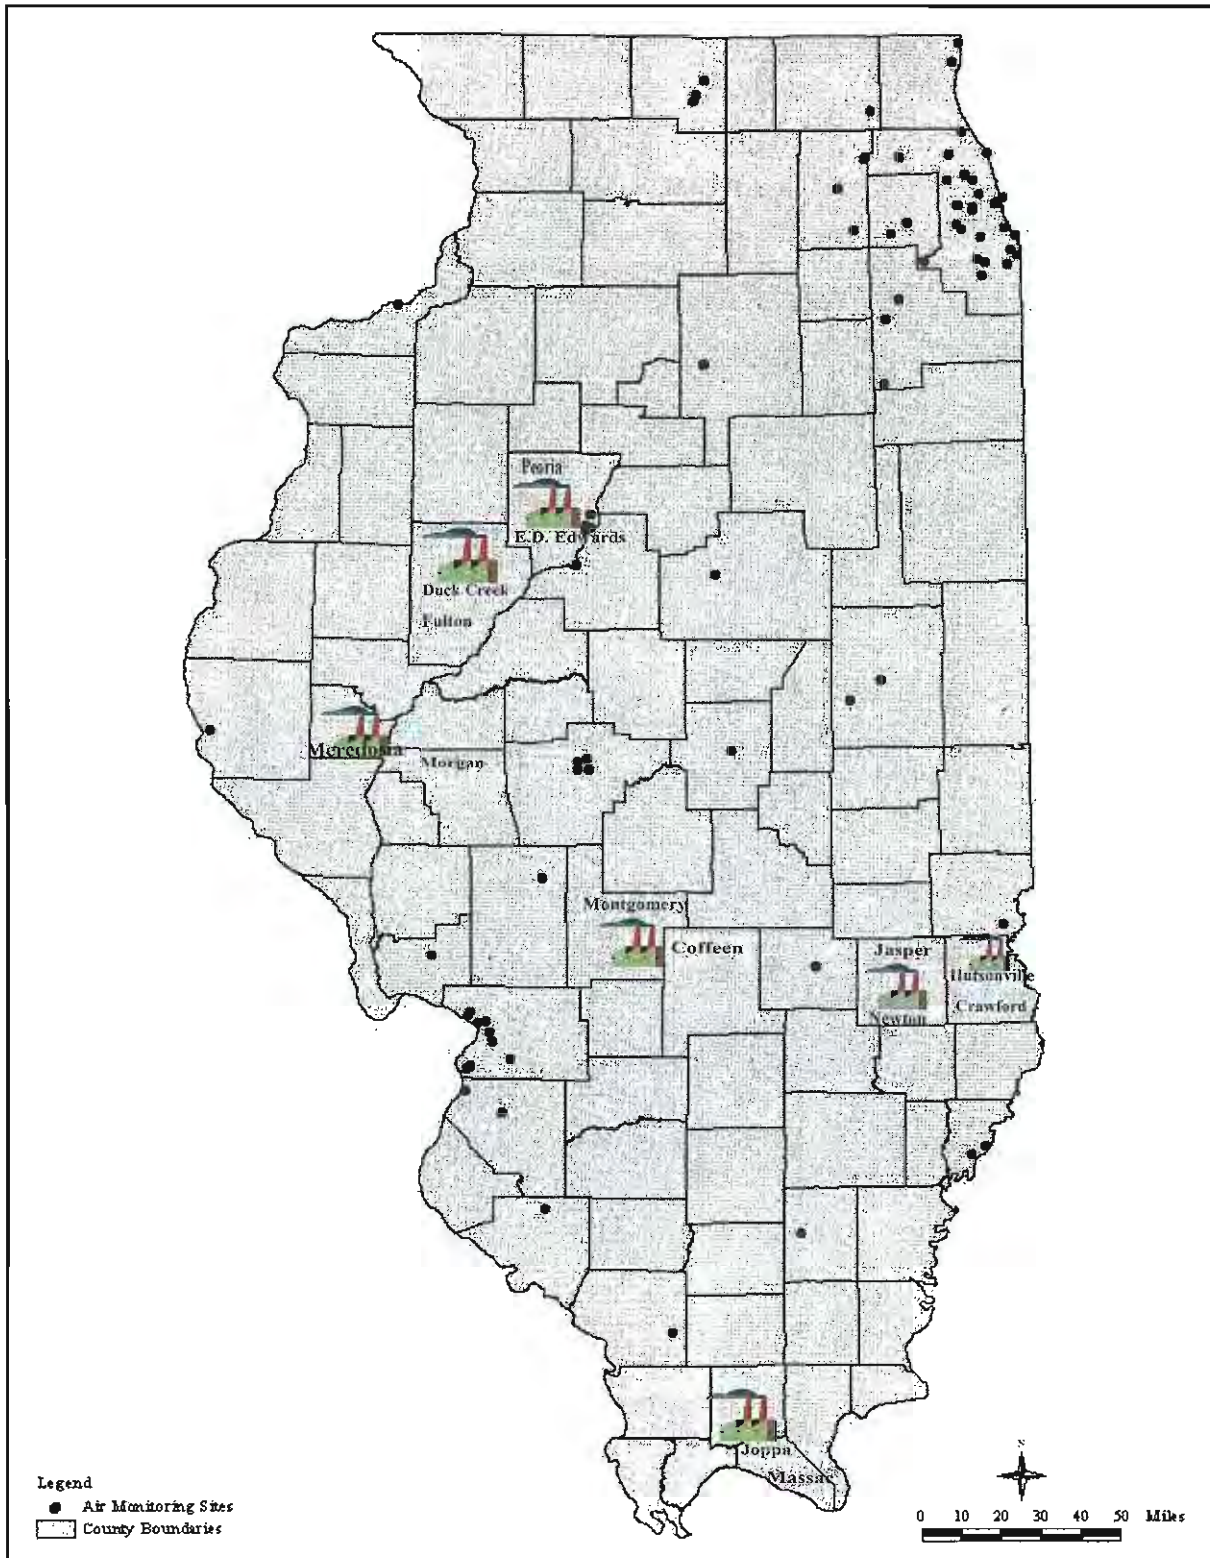 Peoria
E.D. Edwards
Duck Creek
Fulton
Meredosia
Morgan
Montgomery
Coffeen
Jasper
Newton
Hutsonville
Crawford
Joppa
Massac
Legend
Air Monitoring Sites
County Boundaries
N
0 10 20 30 40 50 Miles